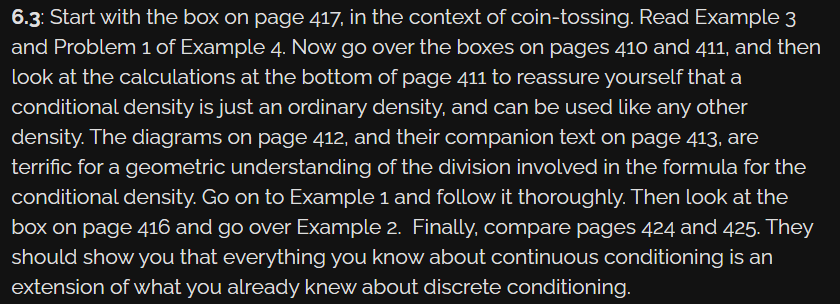 6.3: Start with the box on page 417, in the context of coin-tossing. Read Example 3
and Problem 1 of Example 4. Now go over the boxes on pages 410 and 411, and then
look at the calculations at the bottom of page 411 to reassure yourself that a
conditional density is just an ordinary density, and can be used like any other
density. The diagrams on page 412, and their companion text on page 413, are
terrific for a geometric understanding of the division involved in the formula for the
conditional density. Go on to Example 1 and follow it thoroughly. Then look at the
box on page 416 and go over Example 2.  Finally, compare pages 424 and 425. They
should show you that everything you know about continuous conditioning is an
extension of what you already knew about discrete conditioning.